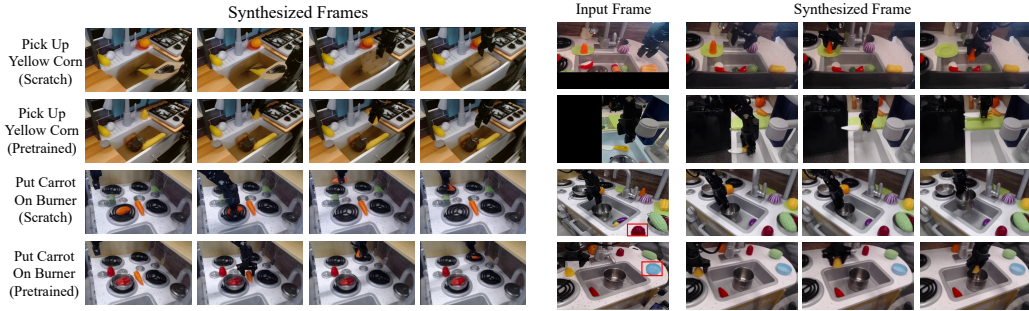 Synthesized Frames
Input Frame
Synthesized Frame
Pick Up
Yellow Corn
(Scratch)
Pick Up
Yellow Corn
(Pretrained)
Put Carrot
On Burner
(Scratch)
Put Carrot
On Burner
(Pretrained)